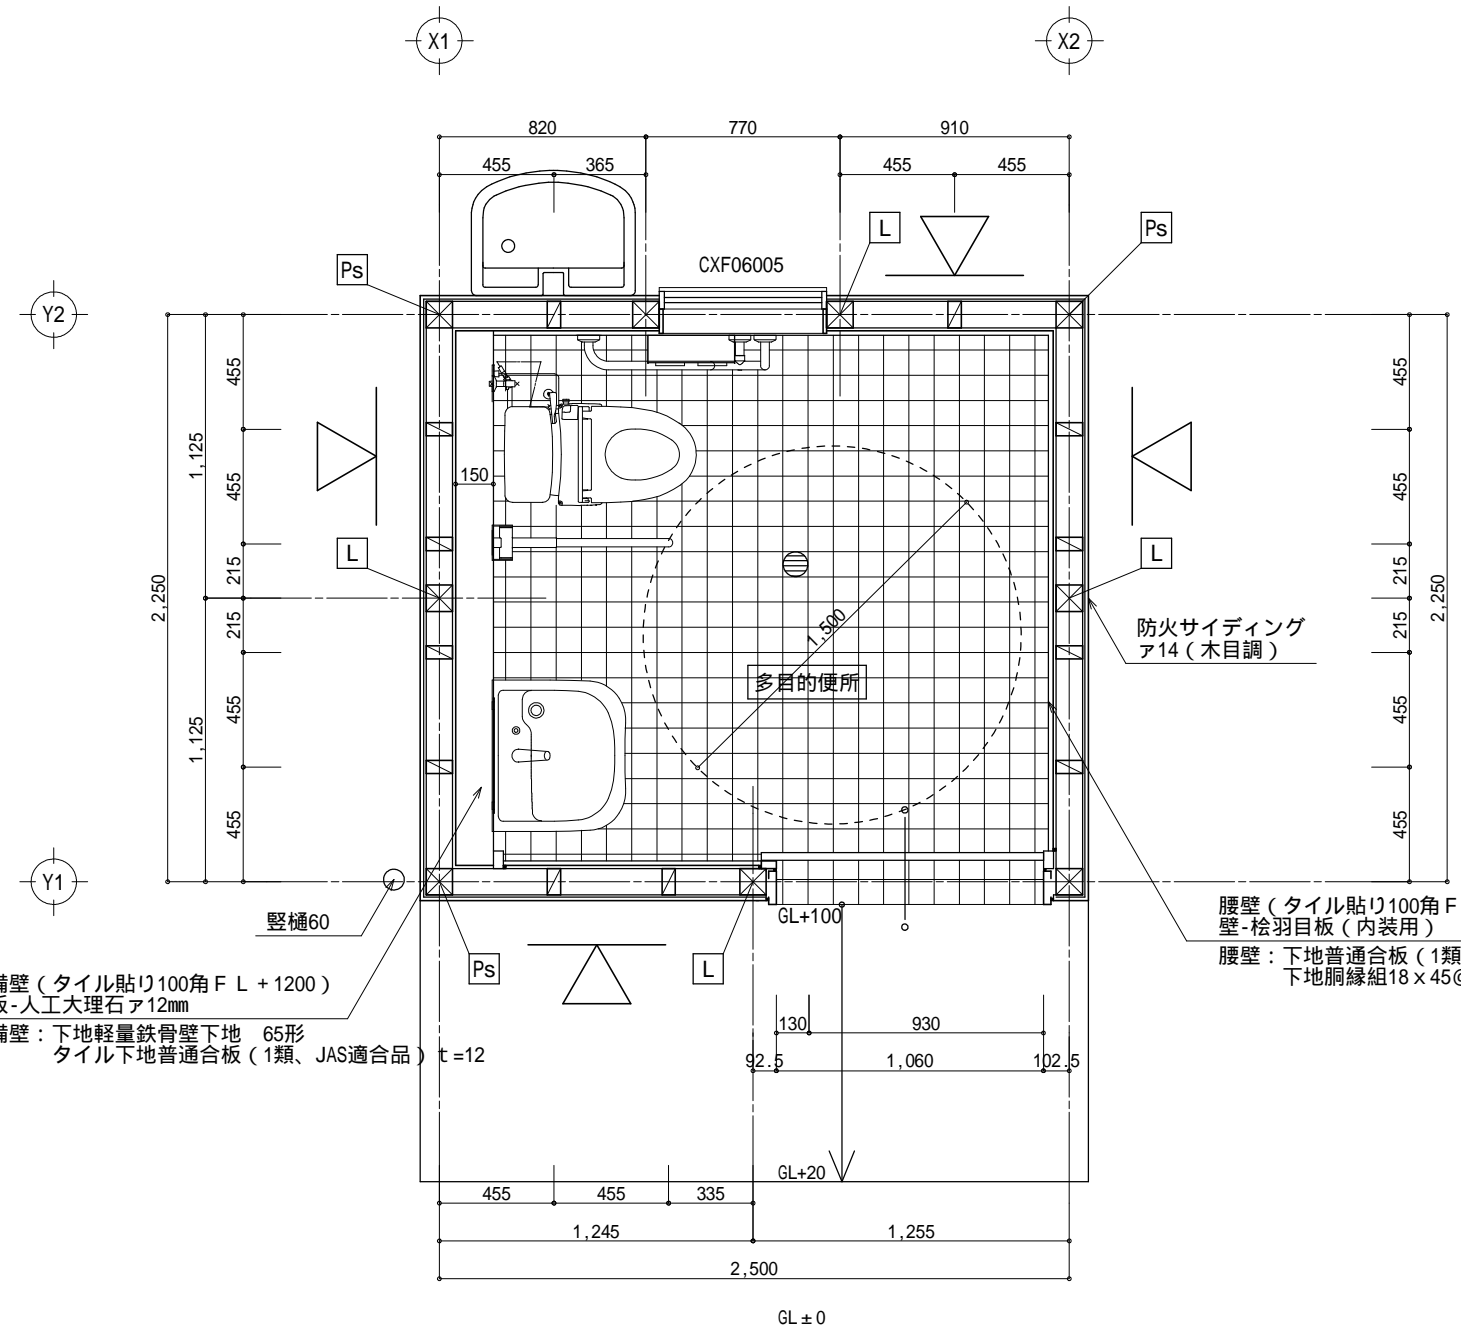 X1
X2
820
770
910
455
365
455
455
L
Ps
Ps
CXF06005
Y2
455
455
1,125
455
455
150
L
L
215
215
2,250
2,250
215
215
1,500
防火サイディング
ァ14(木目調)
多目的便所
455
455
1,125
455
455
Y1
竪樋60
GL+100
腰壁(タイル貼り100角F
壁-桧羽目板(内装用)
腰壁:下地普通合板(1類
下地胴縁組18x45@
Ps
L
備壁(タイル貼り100角FL+1200)
板-人工大理石ァ12mm
備壁:下地軽量鉄骨壁下地 65形
タイル下地普通合板(1類、JAS適合品)t=12
130
930
92.5
1,060
102.5
GL+20
455
455
335
1,245
1,255
2,500
GL±0